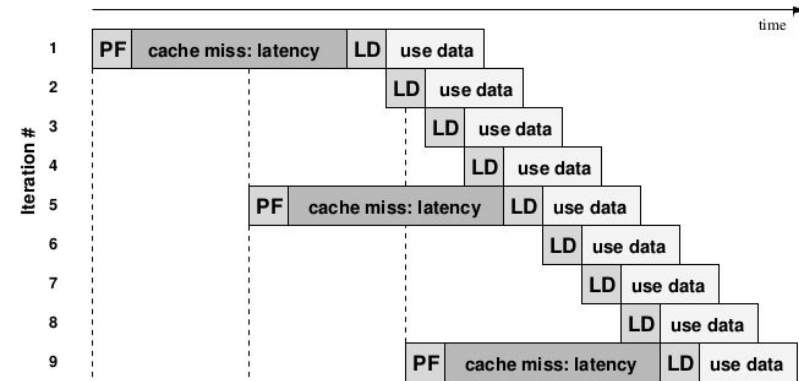 time
1 PF cache miss: latency LD use data
2 LD use data
3 LD use data
4 LD use data
Iteration #
5 PF cache miss: latency LD use data
6 LD use data
7 LD use data
8 LD use data
9 PF cache miss: latency LD use data